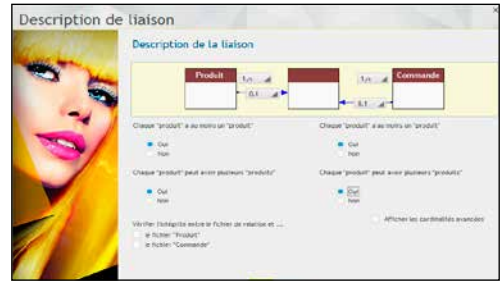 Description de liaison
Description de la liaison
Produit
1,n
0,1
1,n
Commande
0,1
Chaque "produit" a au moins un "produit"
Oui
Non
Chaque "produit" a au moins un "produit"
Oui
Non
Chaque "produit" peut avoir plusieurs "produits"
Oui
Non
Chaque "produit" peut avoir plusieurs "produits"
Oui
Non
Afficher les cardinalités avancées
Vérifier l'intégrité entre le fichier de relation et ...
le fichier "Produit"
le fichier "Commande"